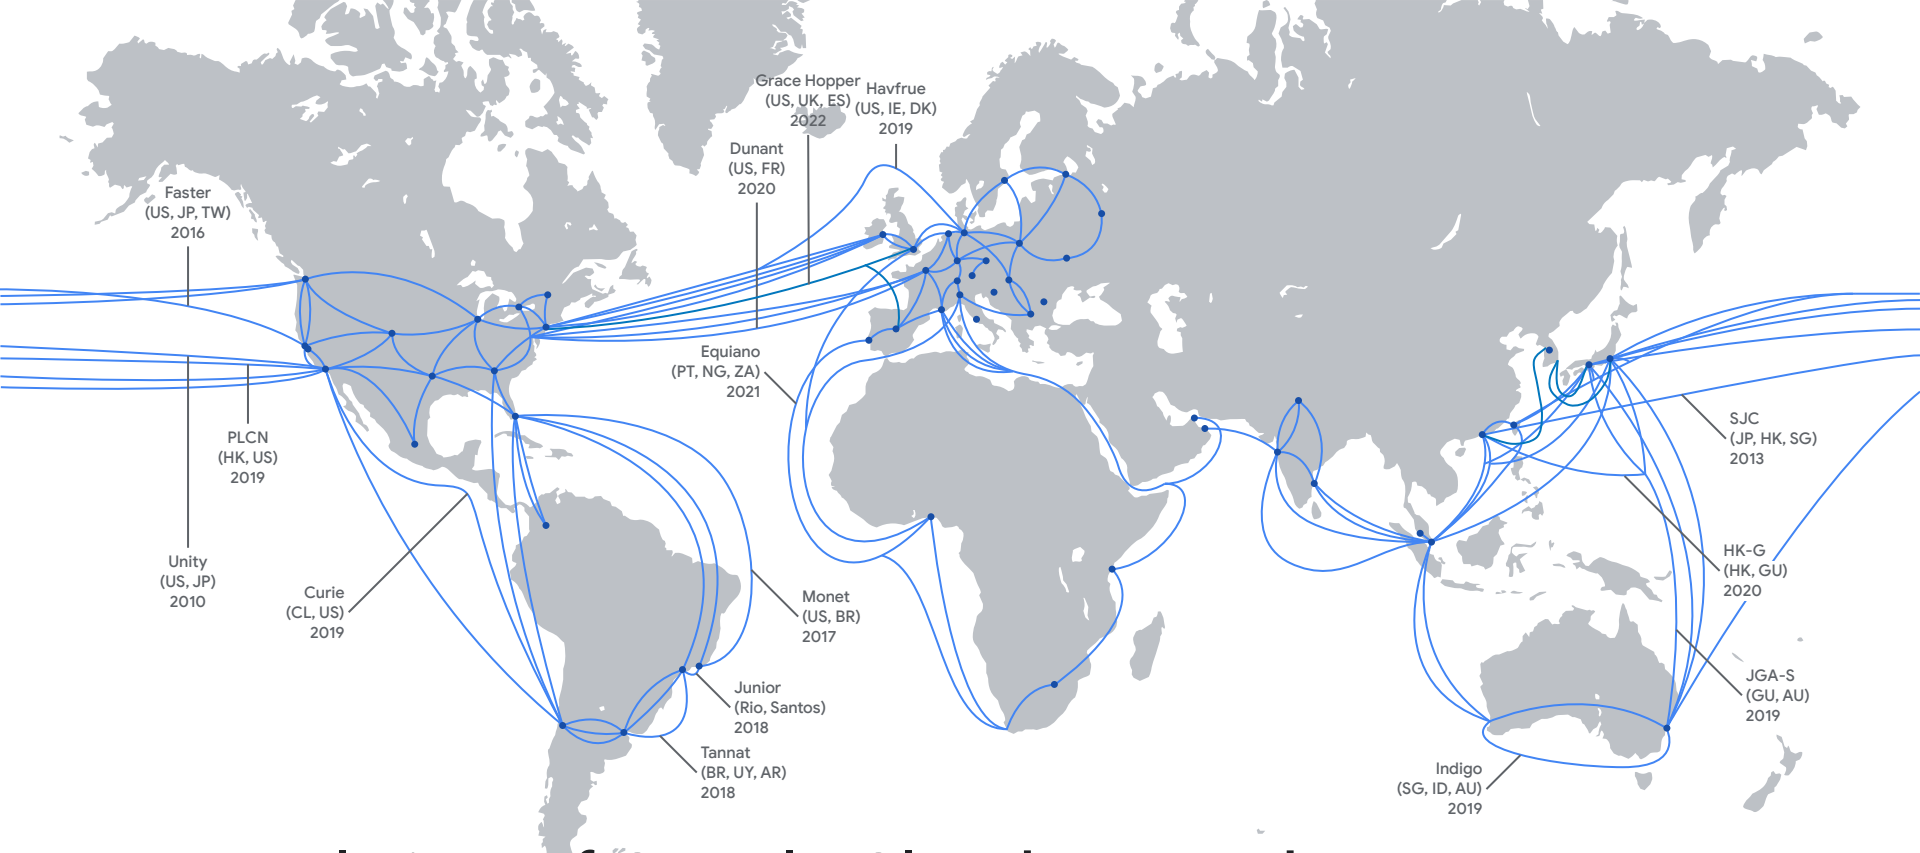 Grace Hopper
(US, UK, ES)
2022
Havfrue
(US, IE, DK)
2019
Dunant
(US, FR)
2020
Faster
(US, JP, TW)
2016
Equiano
(PT, NG, ZA)
2021
PLCN
(HK, US)
2019
SJC
(JP, HK, SG)
2013
Unity
(US, JP)
2010
HK-G
(HK, GU)
2020
Curie
(CL, US)
2019
Monet
(US, BR)
2017
JGA-S
(GU, AU)
2019
Junior
(Rio, Santos)
2018
Tannat
(BR, UY, AR)
2018
Indigo
(SG, ID, AU)
2019